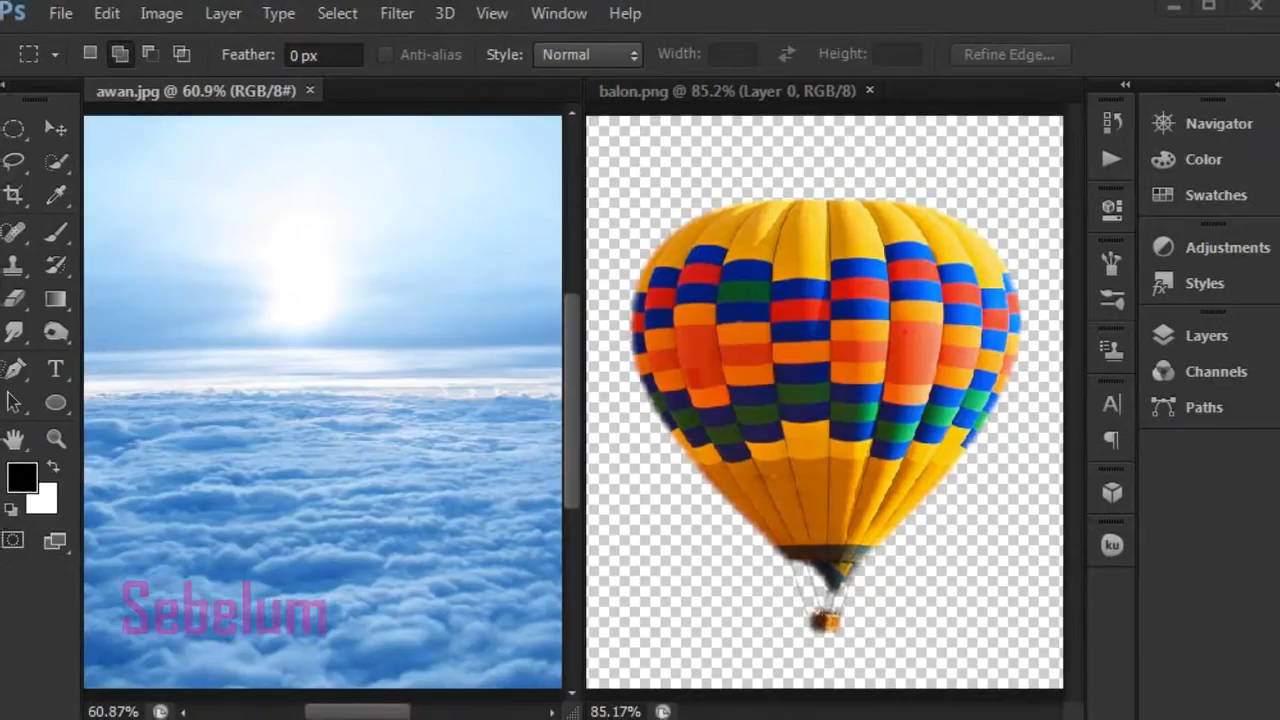 Ps File Edit Image Layer Type Select Filter 3D View Window Help
Feather: 0 px Anti-alias Style: Normal Width: Height: Refine Edge...
awan.jpg @ 60.9% (RGB/8#) × balon.png @ 85.2% (Layer 0, RGB/8) ×
Navigator
Color
Swatches
Adjustments
Styles
Layers
Channels
Paths
ku
Sebelum
60.87% 85.17%